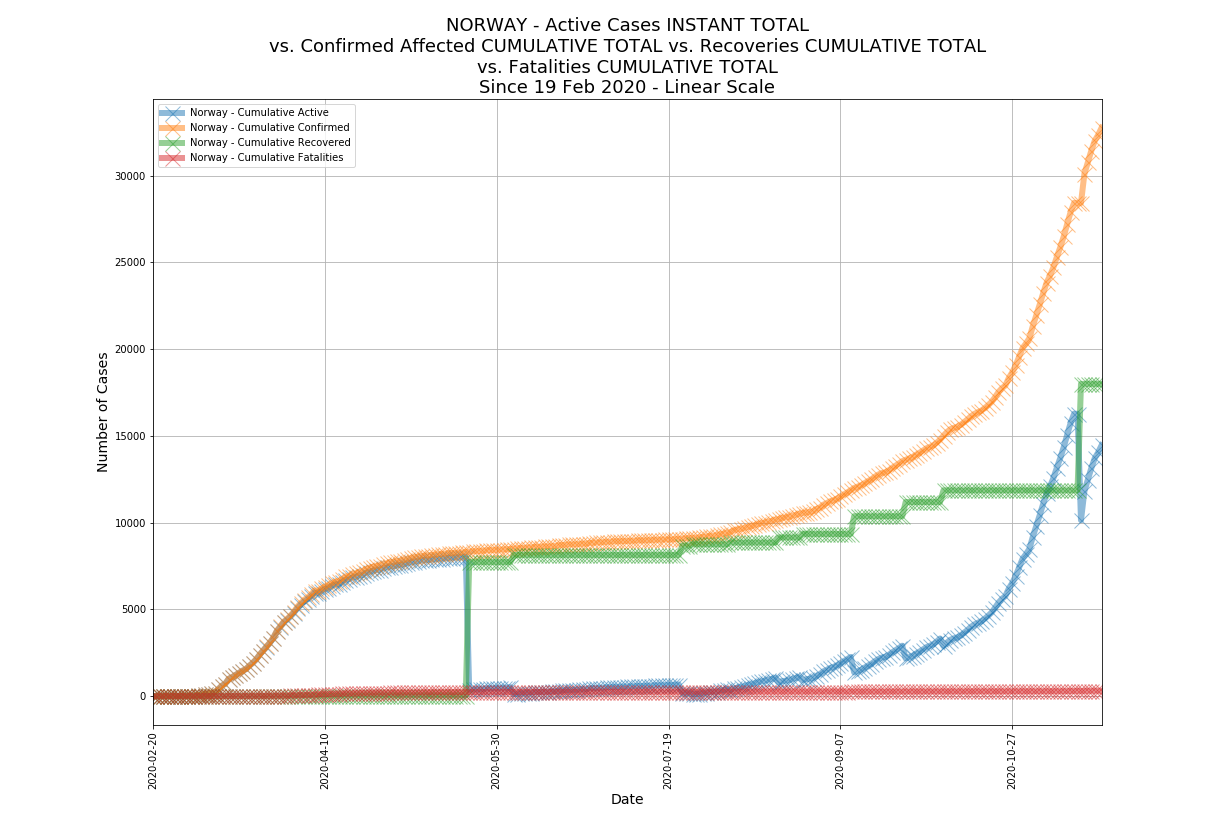 NORWAY - Active Cases INSTANT TOTAL
vs. Confirmed Affected CUMULATIVE TOTAL vs. Recoveries CUMULATIVE TOTAL
vs. Fatalities CUMULATIVE TOTAL
Since 19 Feb 2020 - Linear Scale
Norway - Cumulative Active
Norway - Cumulative Confirmed
Norway - Cumulative Recovered
Norway - Cumulative Fatalities
Number of Cases
30000
25000
20000
15000
10000
5000
0
2020-02-20
2020-04-10
2020-05-30
2020-07-19
2020-09-07
2020-10-27
Date